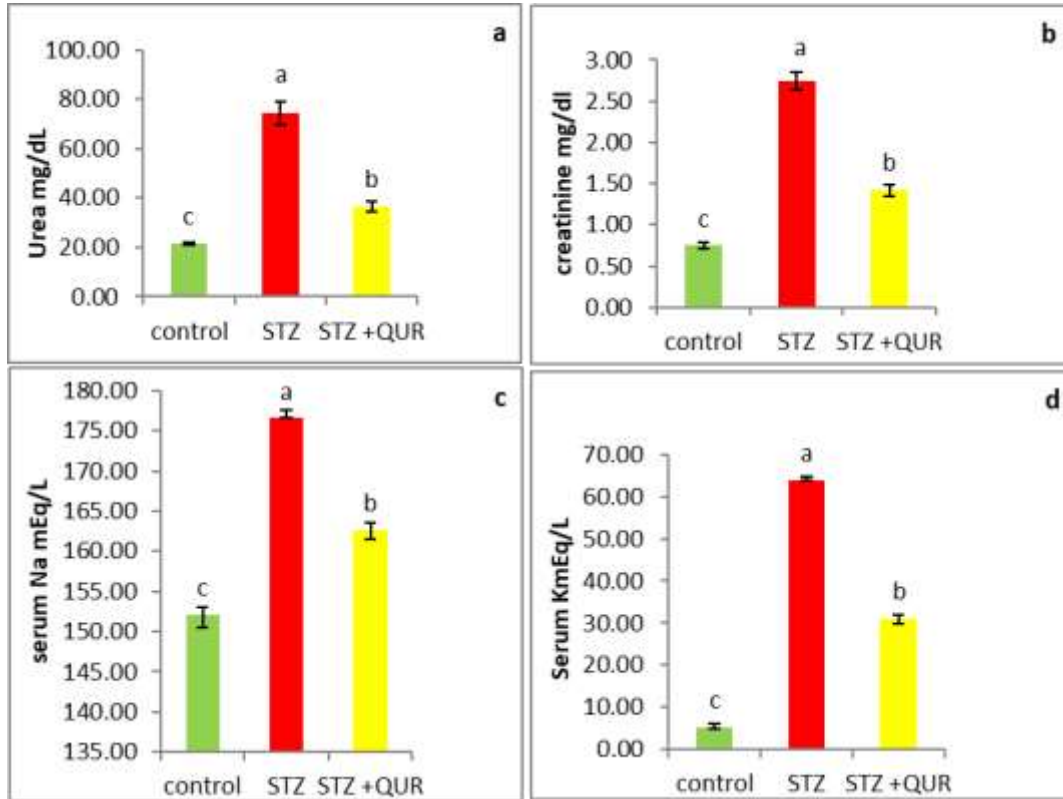 a
Urea mg/dL
100.00
80.00
60.00
40.00
20.00
0.00
c
a
b
control STZ STZ +QUR
b
creatinine mg/dl
3.00
2.50
2.00
1.50
1.00
0.50
0.00
c
a
b
control STZ STZ +QUR
c
serum Na mEq/L
180.00
175.00
170.00
165.00
160.00
155.00
150.00
145.00
140.00
135.00
c
a
b
control STZ STZ +QUR
d
Serum KmEq/L
70.00
60.00
50.00
40.00
30.00
20.00
10.00
0.00
c
a
b
control STZ STZ +QUR